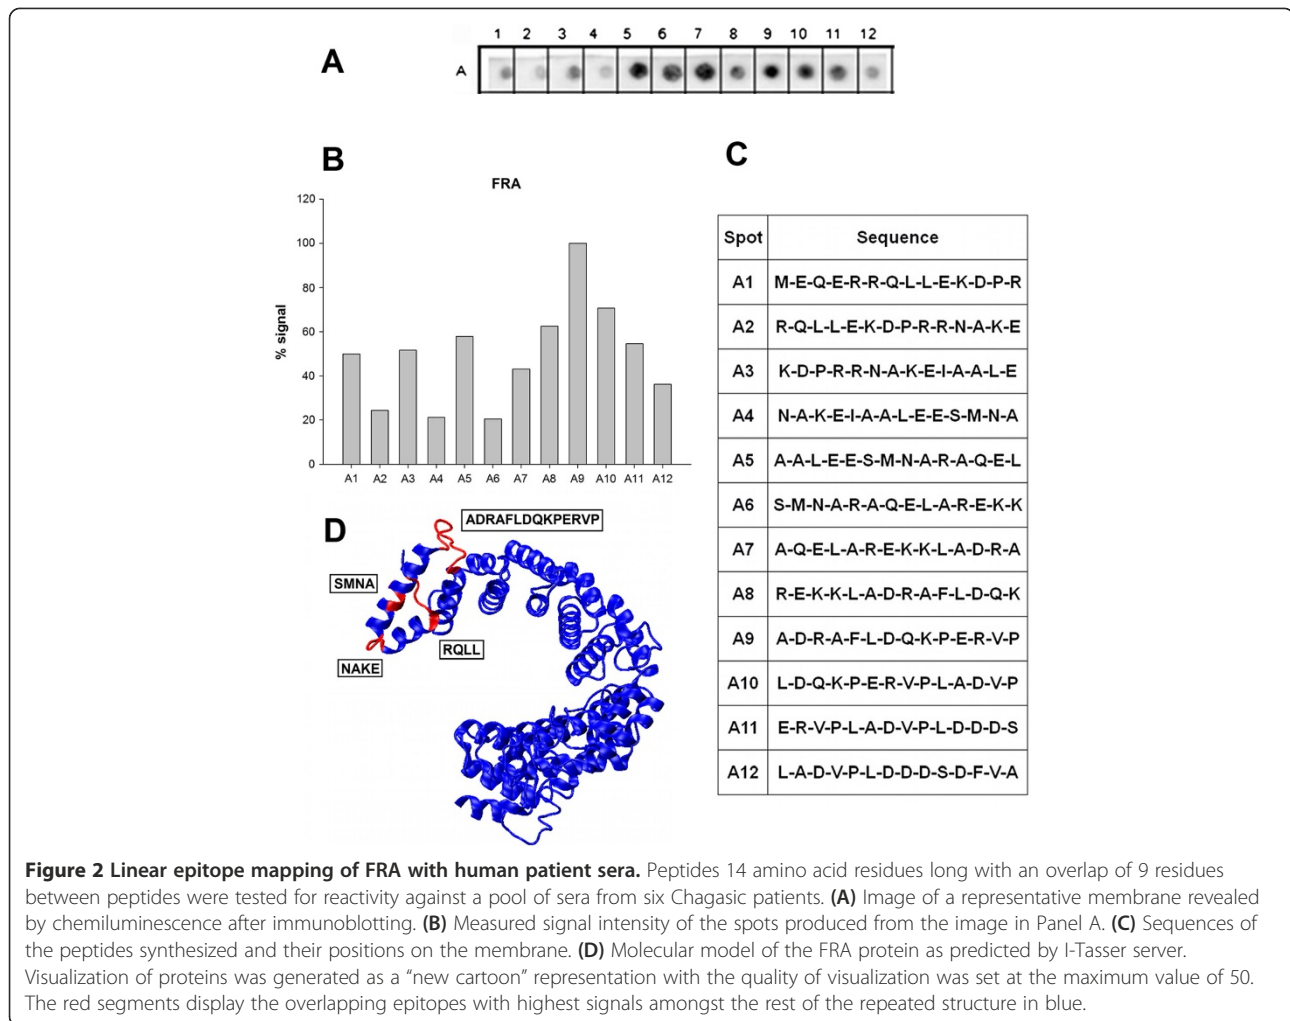 A
1 2 3 4 5 6 7 8 9 10 11 12
A
B
FRA
% signal
120
100
80
60
40
20
0
A1 A2 A3 A4 A5 A6 A7 A8 A9 A10 A11 A12
C
Spot Sequence
A1 M-E-Q-E-R-R-Q-L-L-E-K-D-P-R
A2 R-Q-L-L-E-K-D-P-R-R-N-A-K-E
A3 K-D-P-R-R-N-A-K-E-I-A-A-L-E
A4 N-A-K-E-I-A-A-L-E-E-S-M-N-A
A5 A-A-L-E-E-S-M-N-A-R-A-Q-E-L
A6 S-M-N-A-R-A-Q-E-L-A-R-E-K-K
A7 A-Q-E-L-A-R-E-K-K-L-A-D-R-A
A8 R-E-K-K-L-A-D-R-A-F-L-D-Q-K
A9 A-D-R-A-F-L-D-Q-K-P-E-R-V-P
A10 L-D-Q-K-P-E-R-V-P-L-A-D-V-P
A11 E-R-V-P-L-A-D-V-P-L-D-D-D-S
A12 L-A-D-V-P-L-D-D-D-S-D-F-V-A
D
ADRAFLDQKPERVP
SMNA
RQLL
NAKE
Figure 2 Linear epitope mapping of FRA with human patient sera. Peptides 14 amino acid residues long with an overlap of 9 residues
between peptides were tested for reactivity against a pool of sera from six Chagasic patients. (A) Image of a representative membrane revealed
by chemiluminescence after immunoblotting. (B) Measured signal intensity of the spots produced from the image in Panel A. (C) Sequences of
the peptides synthesized and their positions on the membrane. (D) Molecular model of the FRA protein as predicted by I-Tasser server.
Visualization of proteins was generated as a “new cartoon” representation with the quality of visualization was set at the maximum value of 50.
The red segments display the overlapping epitopes with highest signals amongst the rest of the repeated structure in blue.